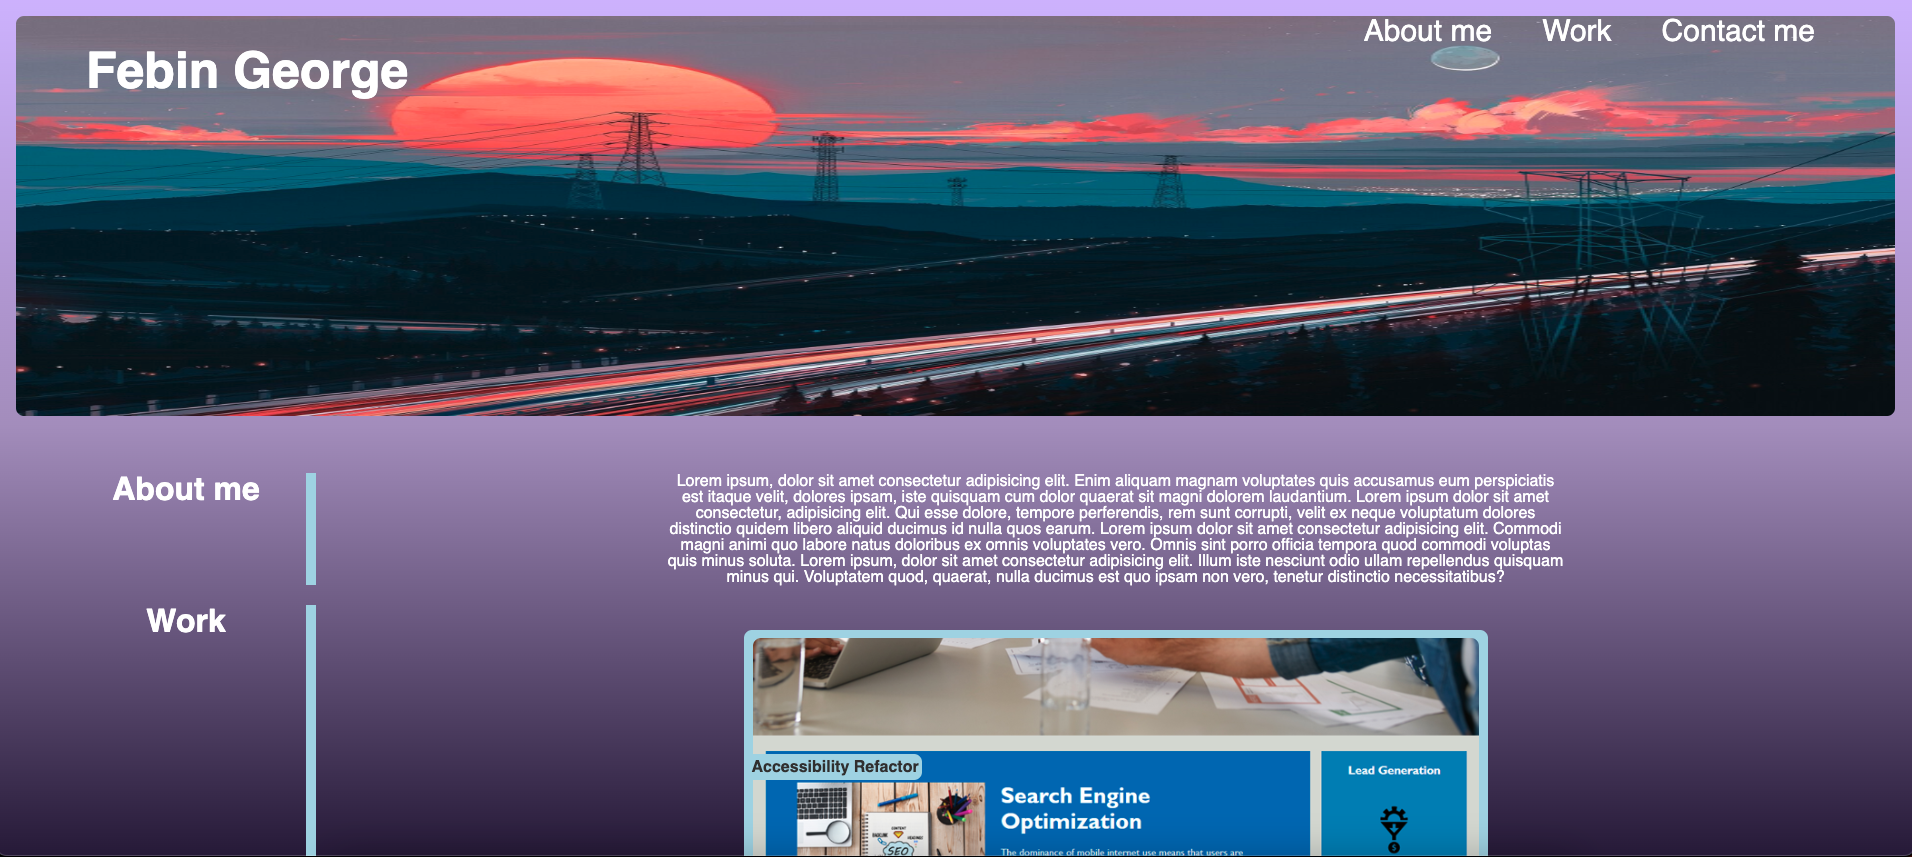 Febin George
About me
Work
Contact me
About me
Lorem ipsum, dolor sit amet consectetur adipisicing elit. Enim aliquam magnam voluptates quis accusamus eum perspiciatis
est itaque velit, dolores ipsam, iste quisquam cum dolor quaerat sit magni dolorem laudantium. Lorem ipsum dolor sit amet
consectetur, adipisicing elit. Qui esse dolore, tempore perferendis, rem sunt corrupti, velit ex neque voluptatum dolores
distinctio quidem libero aliquid ducimus id nulla quos earum. Lorem ipsum dolor sit amet consectetur adipisicing elit. Commodi
magni animi quo labore natus doloribus ex omnis voluptates vero. Omnis sint porro officia tempora quod commodi voluptas
quis minus soluta. Lorem ipsum, dolor sit amet consectetur adipisicing elit. Illum iste nesciunt odio ullam repellendus quisquam
minus qui. Voluptatem quod, quaerat, nulla ducimus est quo ipsam non vero, tenetur distinctio necessitatibus?
Work
Accessibility Refactor
Search Engine
Optimization
The dominance of mobile internet use means that users are
Lead Generation
SEO